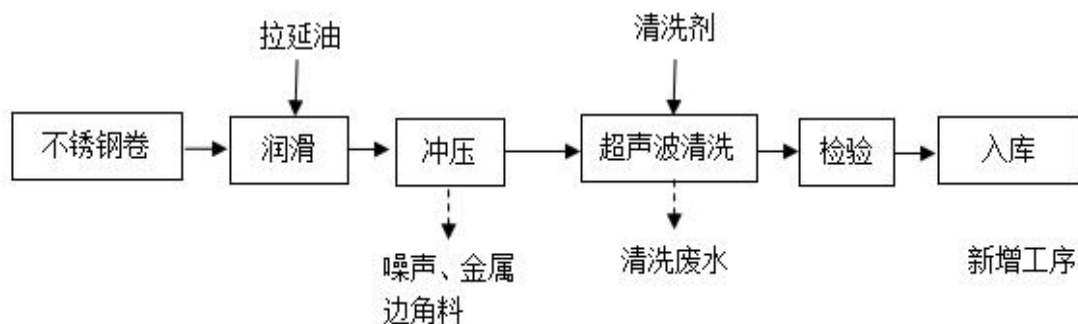 拉延油
清洗剂
不锈钢卷
润滑
冲压
超声波清洗
检验
入库
噪声、金属
边角料
清洗废水
新增工序